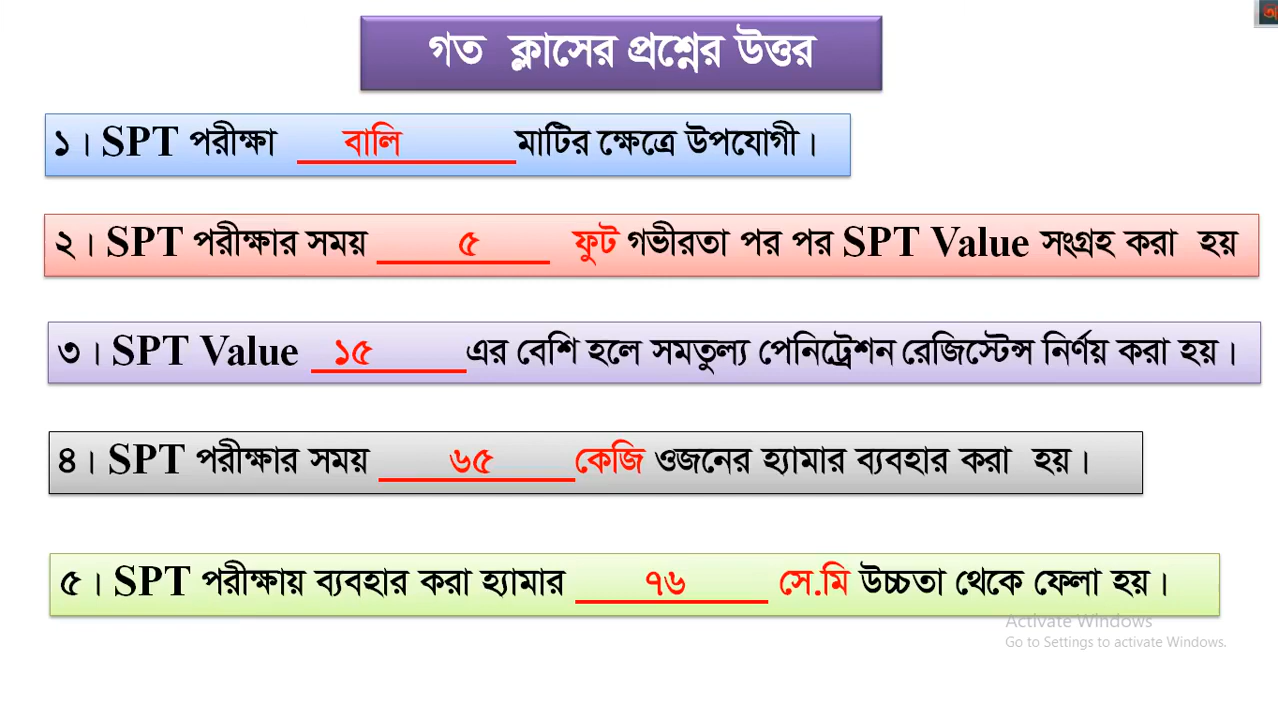 গত ক্লাসের প্রশ্নের উত্তর
১। SPT পরীক্ষা বালি মাটির ক্ষেত্রে উপযোগী।
২। SPT পরীক্ষার সময় ৫ ফুট গভীরতা পর পর SPT Value সংগ্রহ করা হয়
৩। SPT Value ১৫ এর বেশি হলে সমতুল্য পেনিট্রেশন রেজিস্টেন্স নির্ণয় করা হয়।
৪। SPT পরীক্ষার সময় ৬৫ কেজি ওজনের হ্যামার ব্যবহার করা হয়।
৫। SPT পরীক্ষায় ব্যবহার করা হ্যামার ৭৬ সে.মি উচ্চতা থেকে ফেলা হয়।
Activate Windows
Go to Settings to activate Windows.